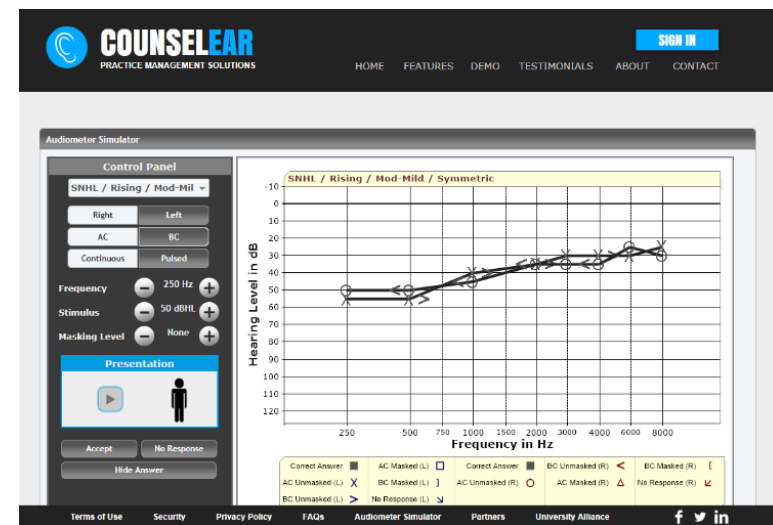 COUNSELEAR
PRACTICE MANAGEMENT SOLUTIONS
SIGN IN
HOME FEATURES DEMO TESTIMONIALS ABOUT CONTACT
Audiometer Simulator
Control Panel
SNHL / Rising / Mod-Mil
Right Left
AC BC
Continuous Pulsed
Frequency 250 Hz
Stimulus 50 dBHL
Masking Level None
Presentation
Accept No Response
Hide Answer
SNHL / Rising / Mod-Mild / Symmetric
Hearing Level in dB
-10
0
10
20
30
40
50
60
70
80
90
100
110
120
250 500 750 1000 1500 2000 3000 4000 6000 8000
Frequency in Hz
Correct Answer AC Masked (L) Correct Answer BC Unmasked (R) < BC Masked (R) [
AC Unmasked (L) X BC Masked (L) ] AC Unmasked (R) O AC Masked (R) △ No Response (R) ↙
BC Unmasked (L) > No Response (L) ↘
Terms of Use Security Privacy Policy FAQs Audiometer Simulator Partners University Alliance f in